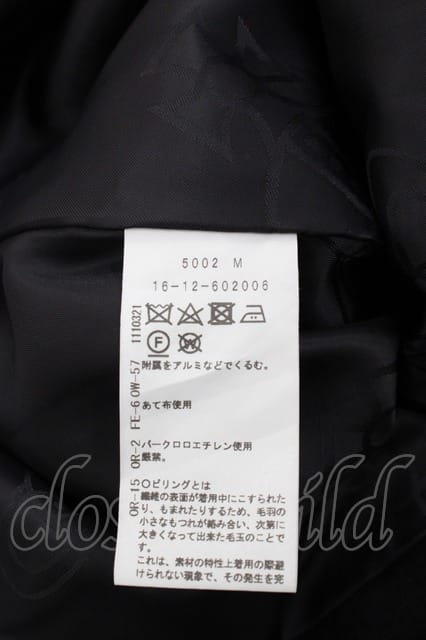 5002 M
16-12-602006
F
W
附属をアルミなどでくるむ。
あて布使用
パークロロエチレン使用
厳禁。
〇ピリングとは
繊維の表面が着用中にこすられた
り、もまれたりするため、毛羽の
小さなもつれが絡み合い、次第に
大きくなって出来た毛玉のことで
す。
これは、素材の特性上着用の際避
けられない現象で、その発生を完
OR-15 OR-2 FE-6 OW-57 1110321
closet child